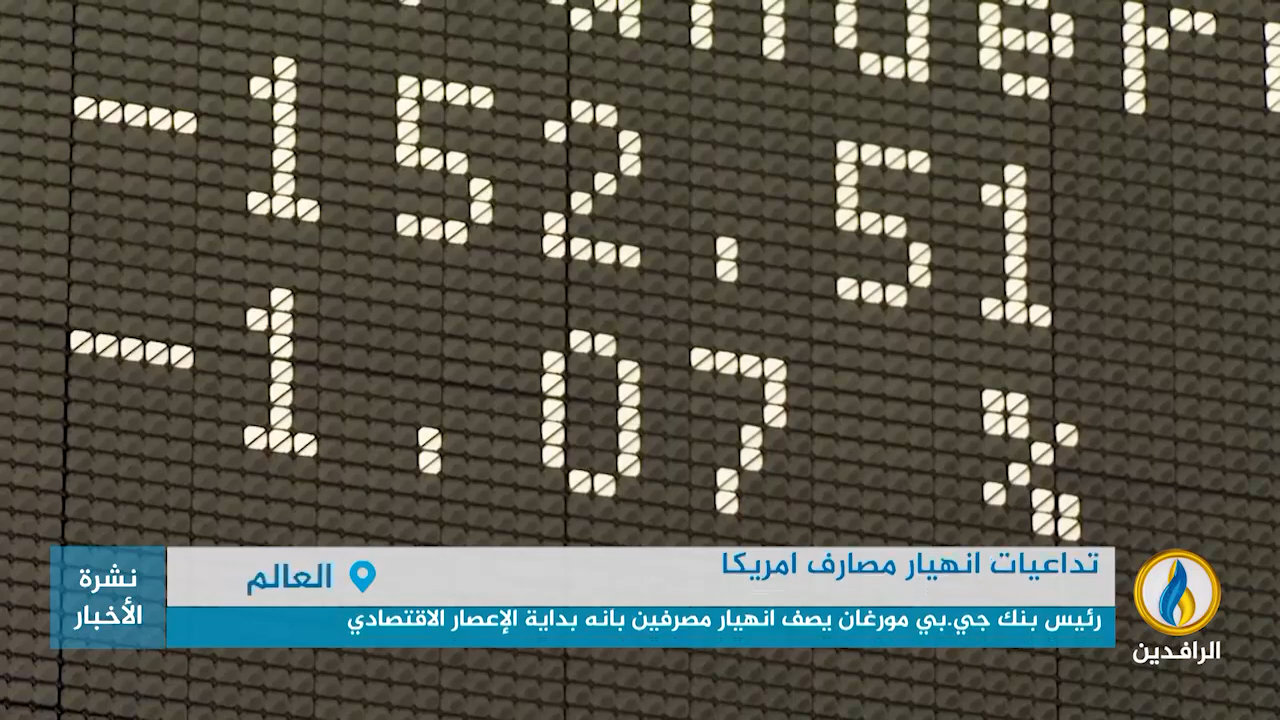 -152,51
-1,07 %
تداعيات انهيار مصارف امريكا
العالم
رئيس بنك جي.بي مورغان يصف انهيار مصرفين بانه بداية الإعصار الاقتصادي
نشرة
الأخبار
الرافدين